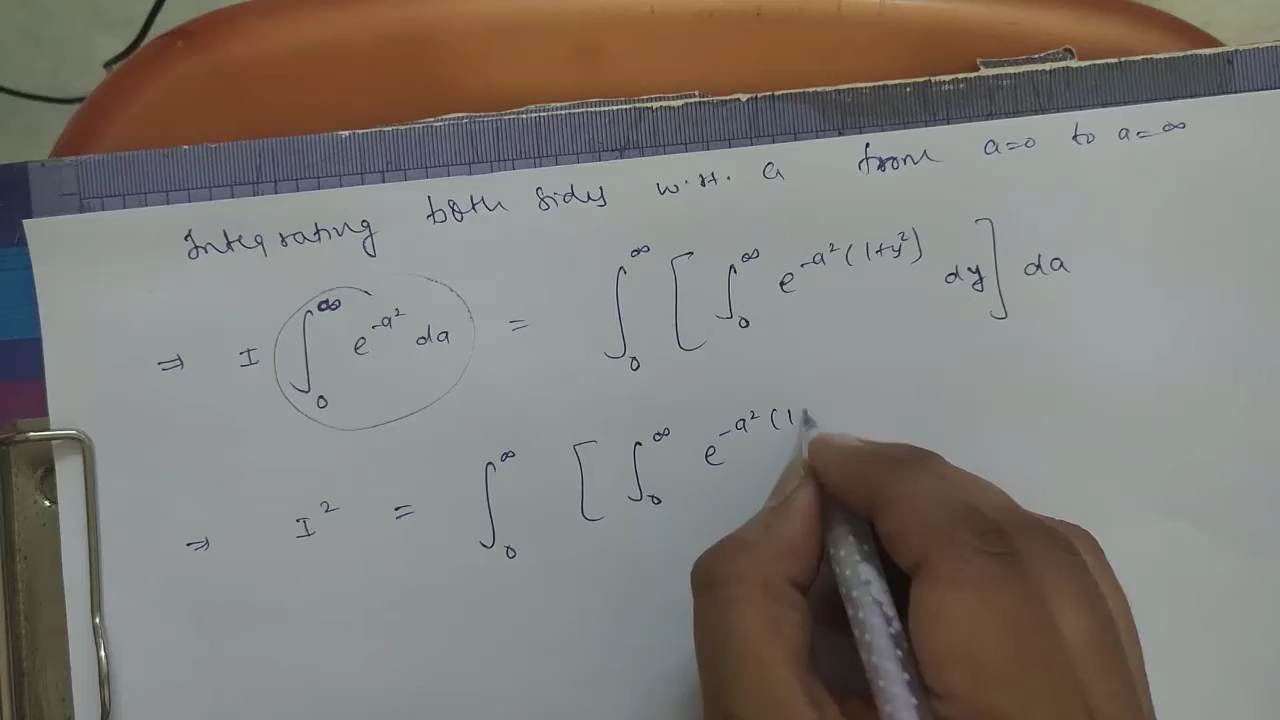 Integrating both sides w.r.t. a from a=0 to a=∞
⇒ I ∫₀^∞ e^{-a²} da = ∫₀^∞ [ ∫₀^∞ e^{-a²(1+y²)} dy ] da
⇒ I² = ∫₀^∞ [ ∫₀^∞ e^{-a²(1